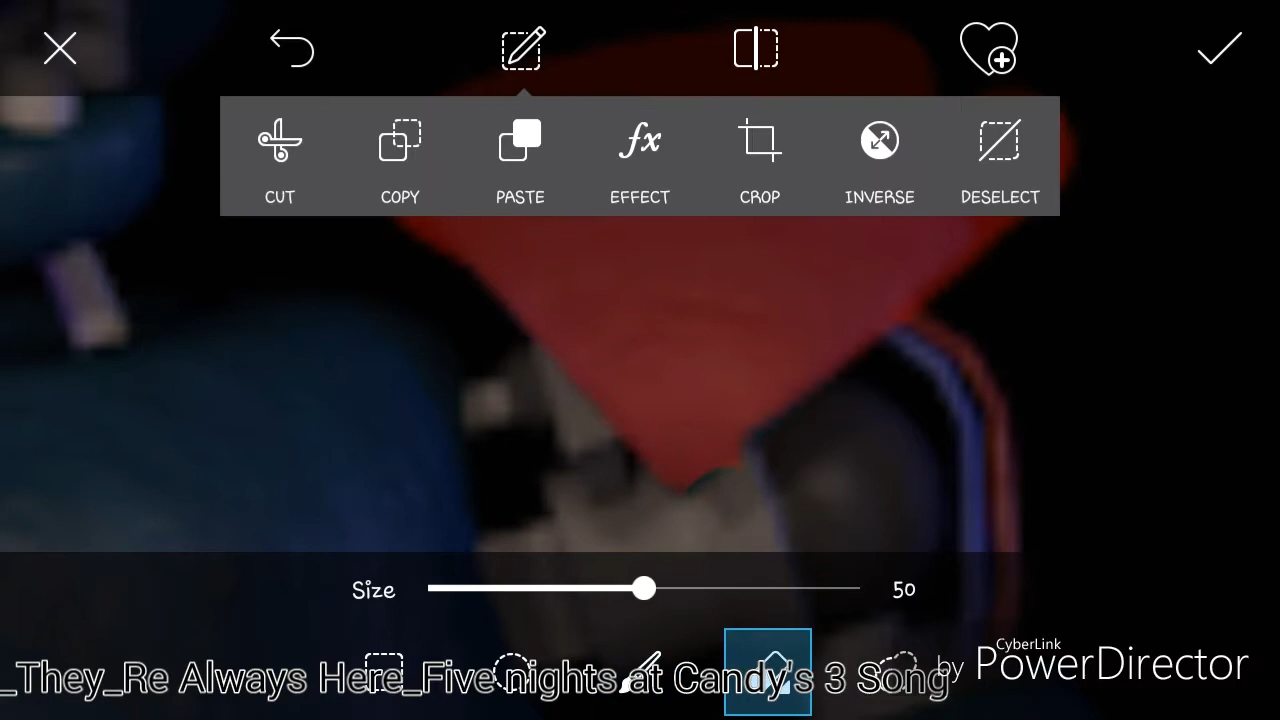 CUT COPY PASTE EFFECT CROP INVERSE DESELECT
Size 50
CyberLink
_They_Re Always Here_Five nights at Candy's 3 Song by PowerDirector